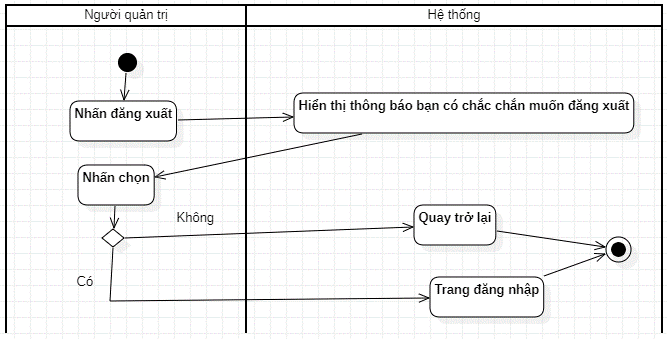 Người quản trị
Hệ thống
Nhấn đăng xuất
Hiển thị thông báo bạn có chắc chắn muốn đăng xuất
Nhấn chọn
Không
Quay trở lại
Có
Trang đăng nhập